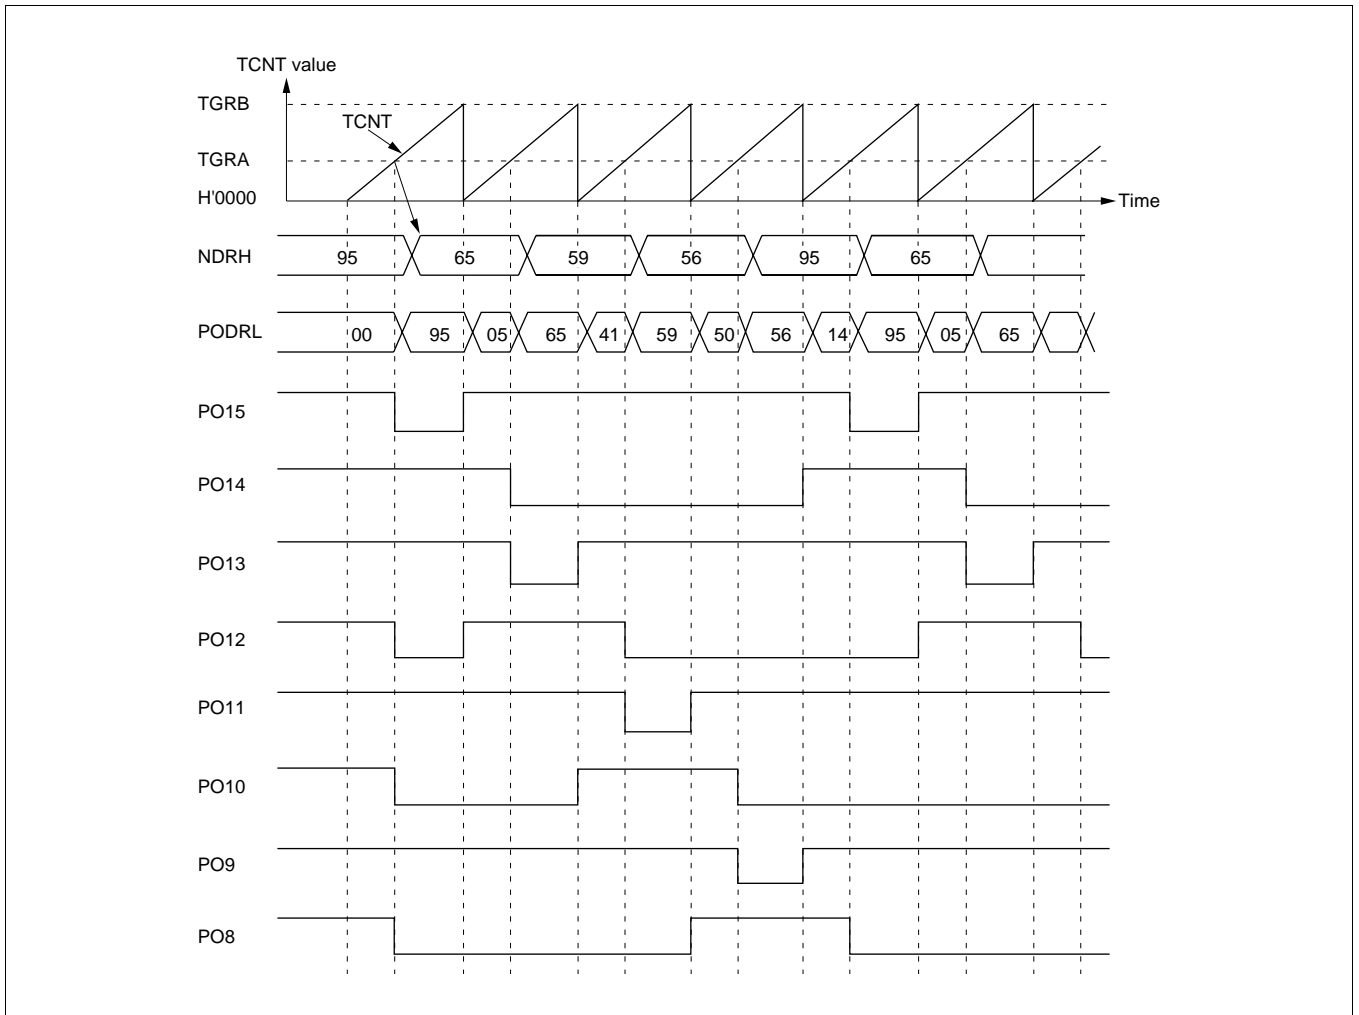 TCNT value
TGRB
TCNT
TGRA
H'0000
Time
NDRH 95 65 59 56 95 65
PODRL 00 95 05 65 41 59 50 56 14 95 05 65
PO15
PO14
PO13
PO12
PO11
PO10
PO9
PO8